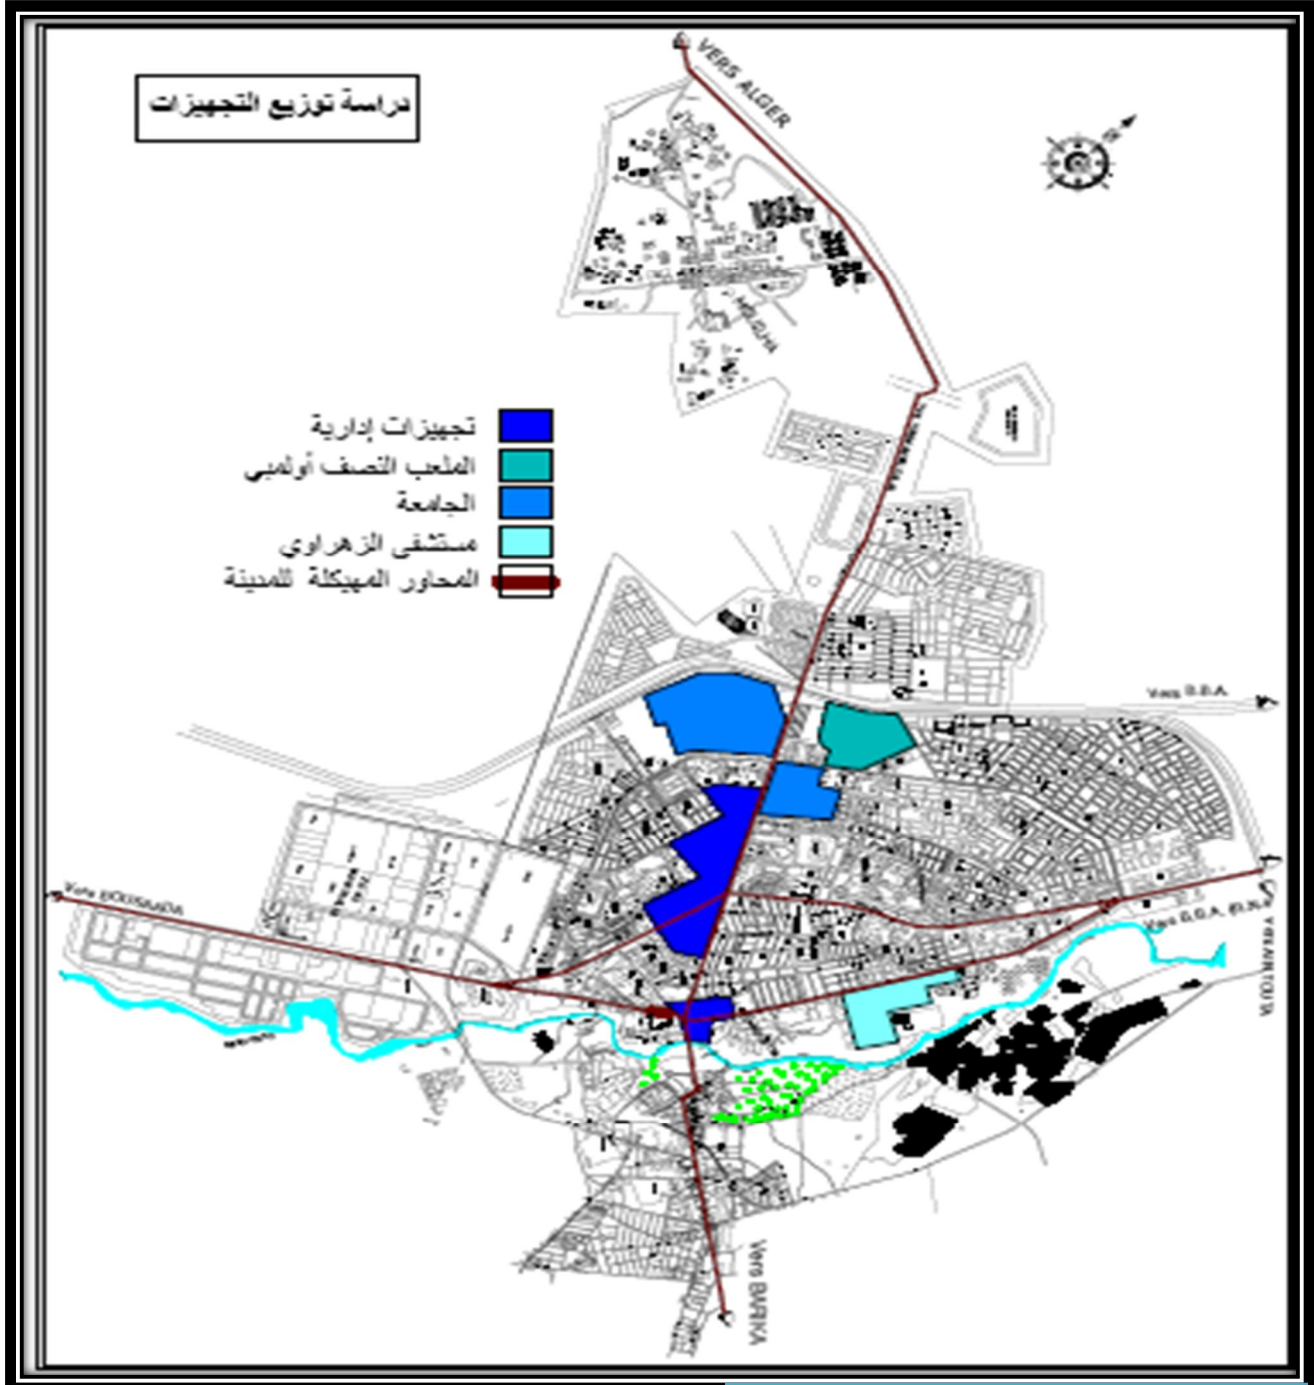 VERS ALGER
دراسة توزيع التجهيزات
تجهيزات إدارية
الملعب النصف أولمبي
الجامعة
مستشفى الزهراوي
المحاور المهيكلة للمدينة
Vers B.B.A.
Vers BOUSAADA
Vers B.B.A.
Vers BARIKA